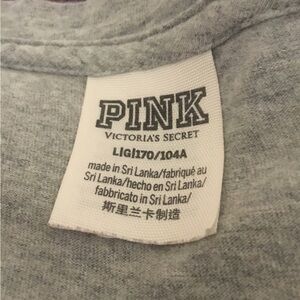 PINK
VICTORIA'S SECRET
L|G|170/104A
made in Sri Lanka/fabriqué au
Sri Lanka/hecho en Sri Lanka/
fabbricato in Sri Lanka/
斯里兰卡制造